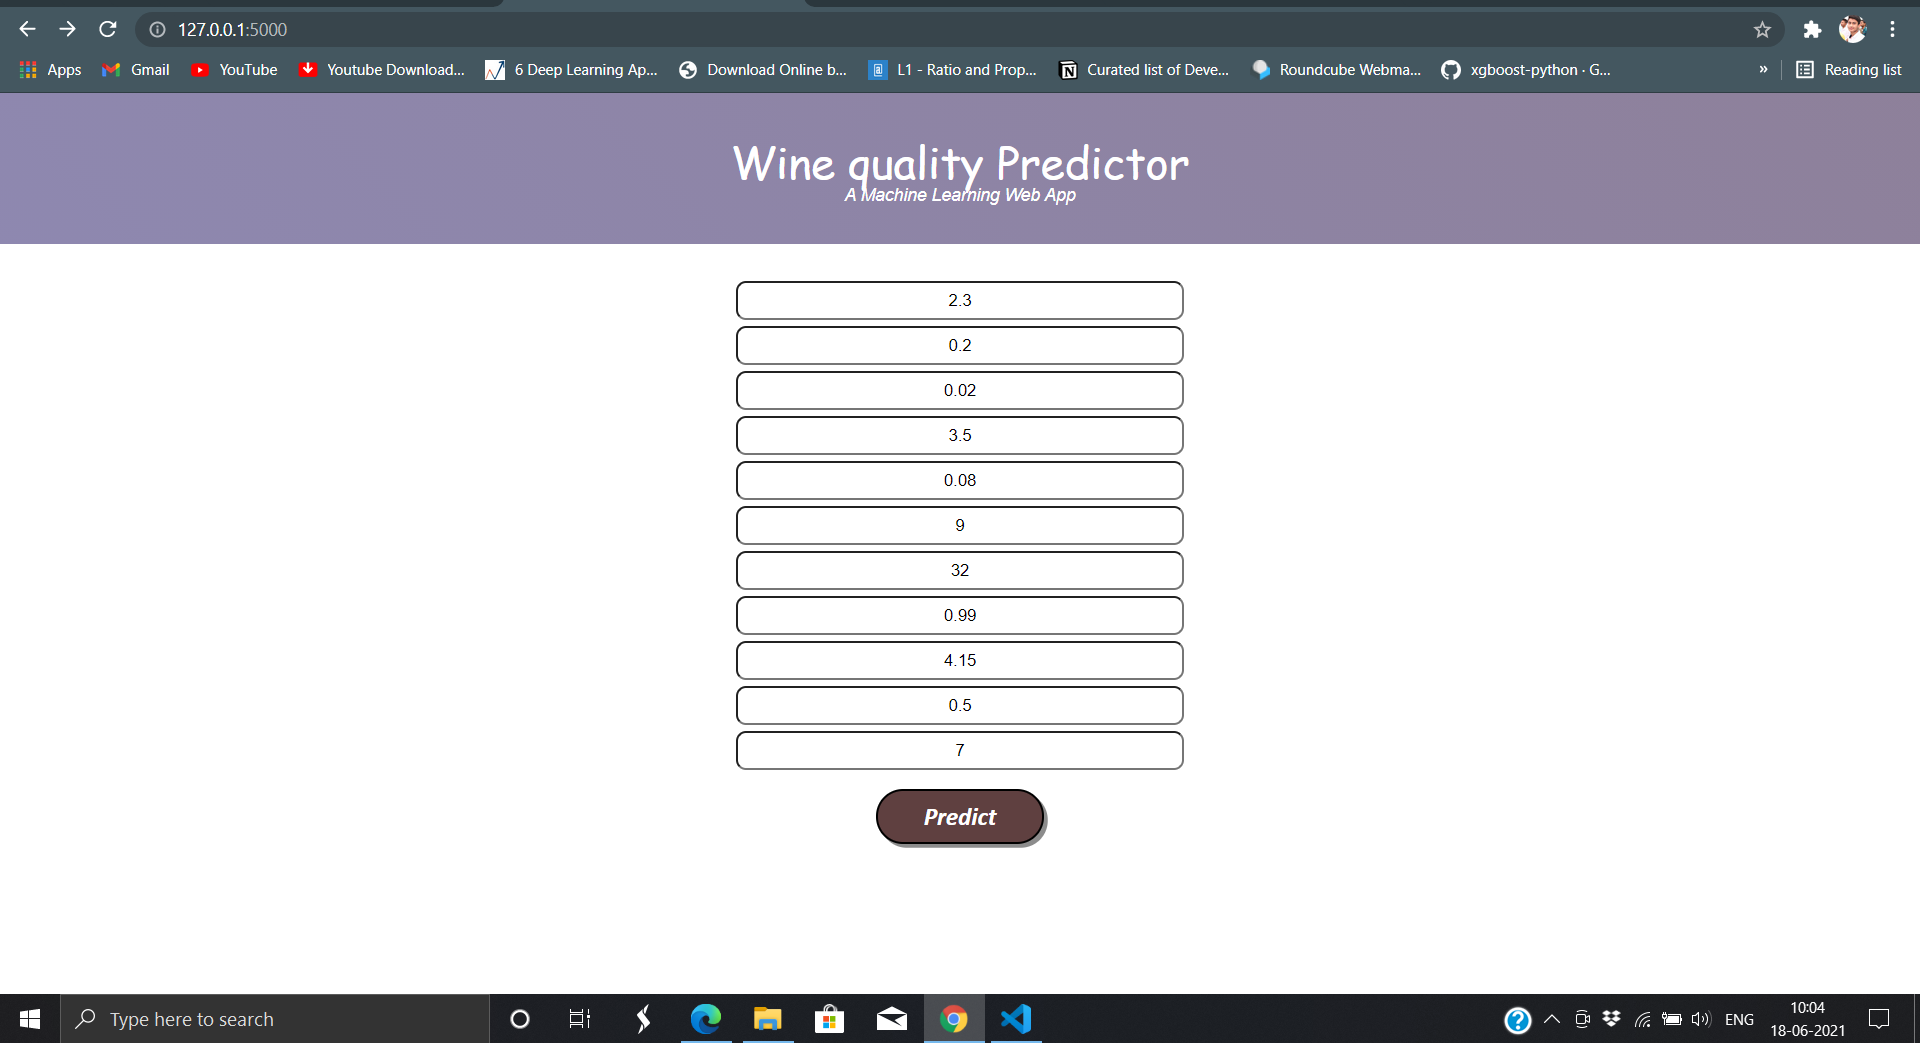 127.0.0.1:5000
Apps Gmail YouTube Youtube Download... 6 Deep Learning Ap... Download Online b... L1 - Ratio and Prop... Curated list of Deve... Roundcube Webma... xgboost-python · G... » Reading list
Wine quality Predictor
A Machine Learning Web App
2.3
0.2
0.02
3.5
0.08
9
32
0.99
4.15
0.5
7
Predict
Type here to search
ENG
10:04
18-06-2021